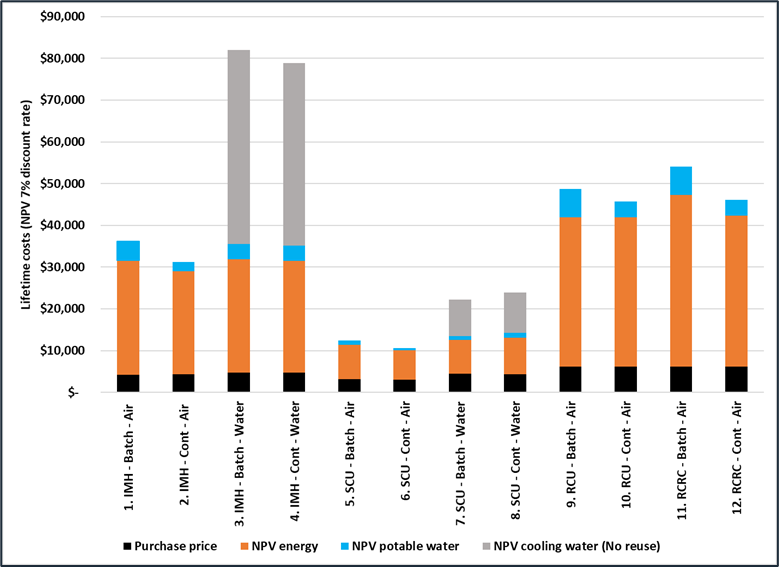 $90,000
$80,000
$70,000
$60,000
$50,000
$40,000
$30,000
$20,000
$10,000
$-
Lifetime costs (NPV 7% discount rate)
1. IMH - Batch - Air
2. IMH - Cont - Air
3. IMH - Batch - Water
4. IMH - Cont - Water
5. SCU - Batch - Air
6. SCU - Cont - Air
7. SCU - Batch - Water
8. SCU - Cont - Water
9. RCU - Batch - Air
10. RCU - Cont - Air
11. RCRC - Batch - Air
12. RCRC - Cont - Air
Purchase price NPV energy NPV potable water NPV cooling water (No reuse)